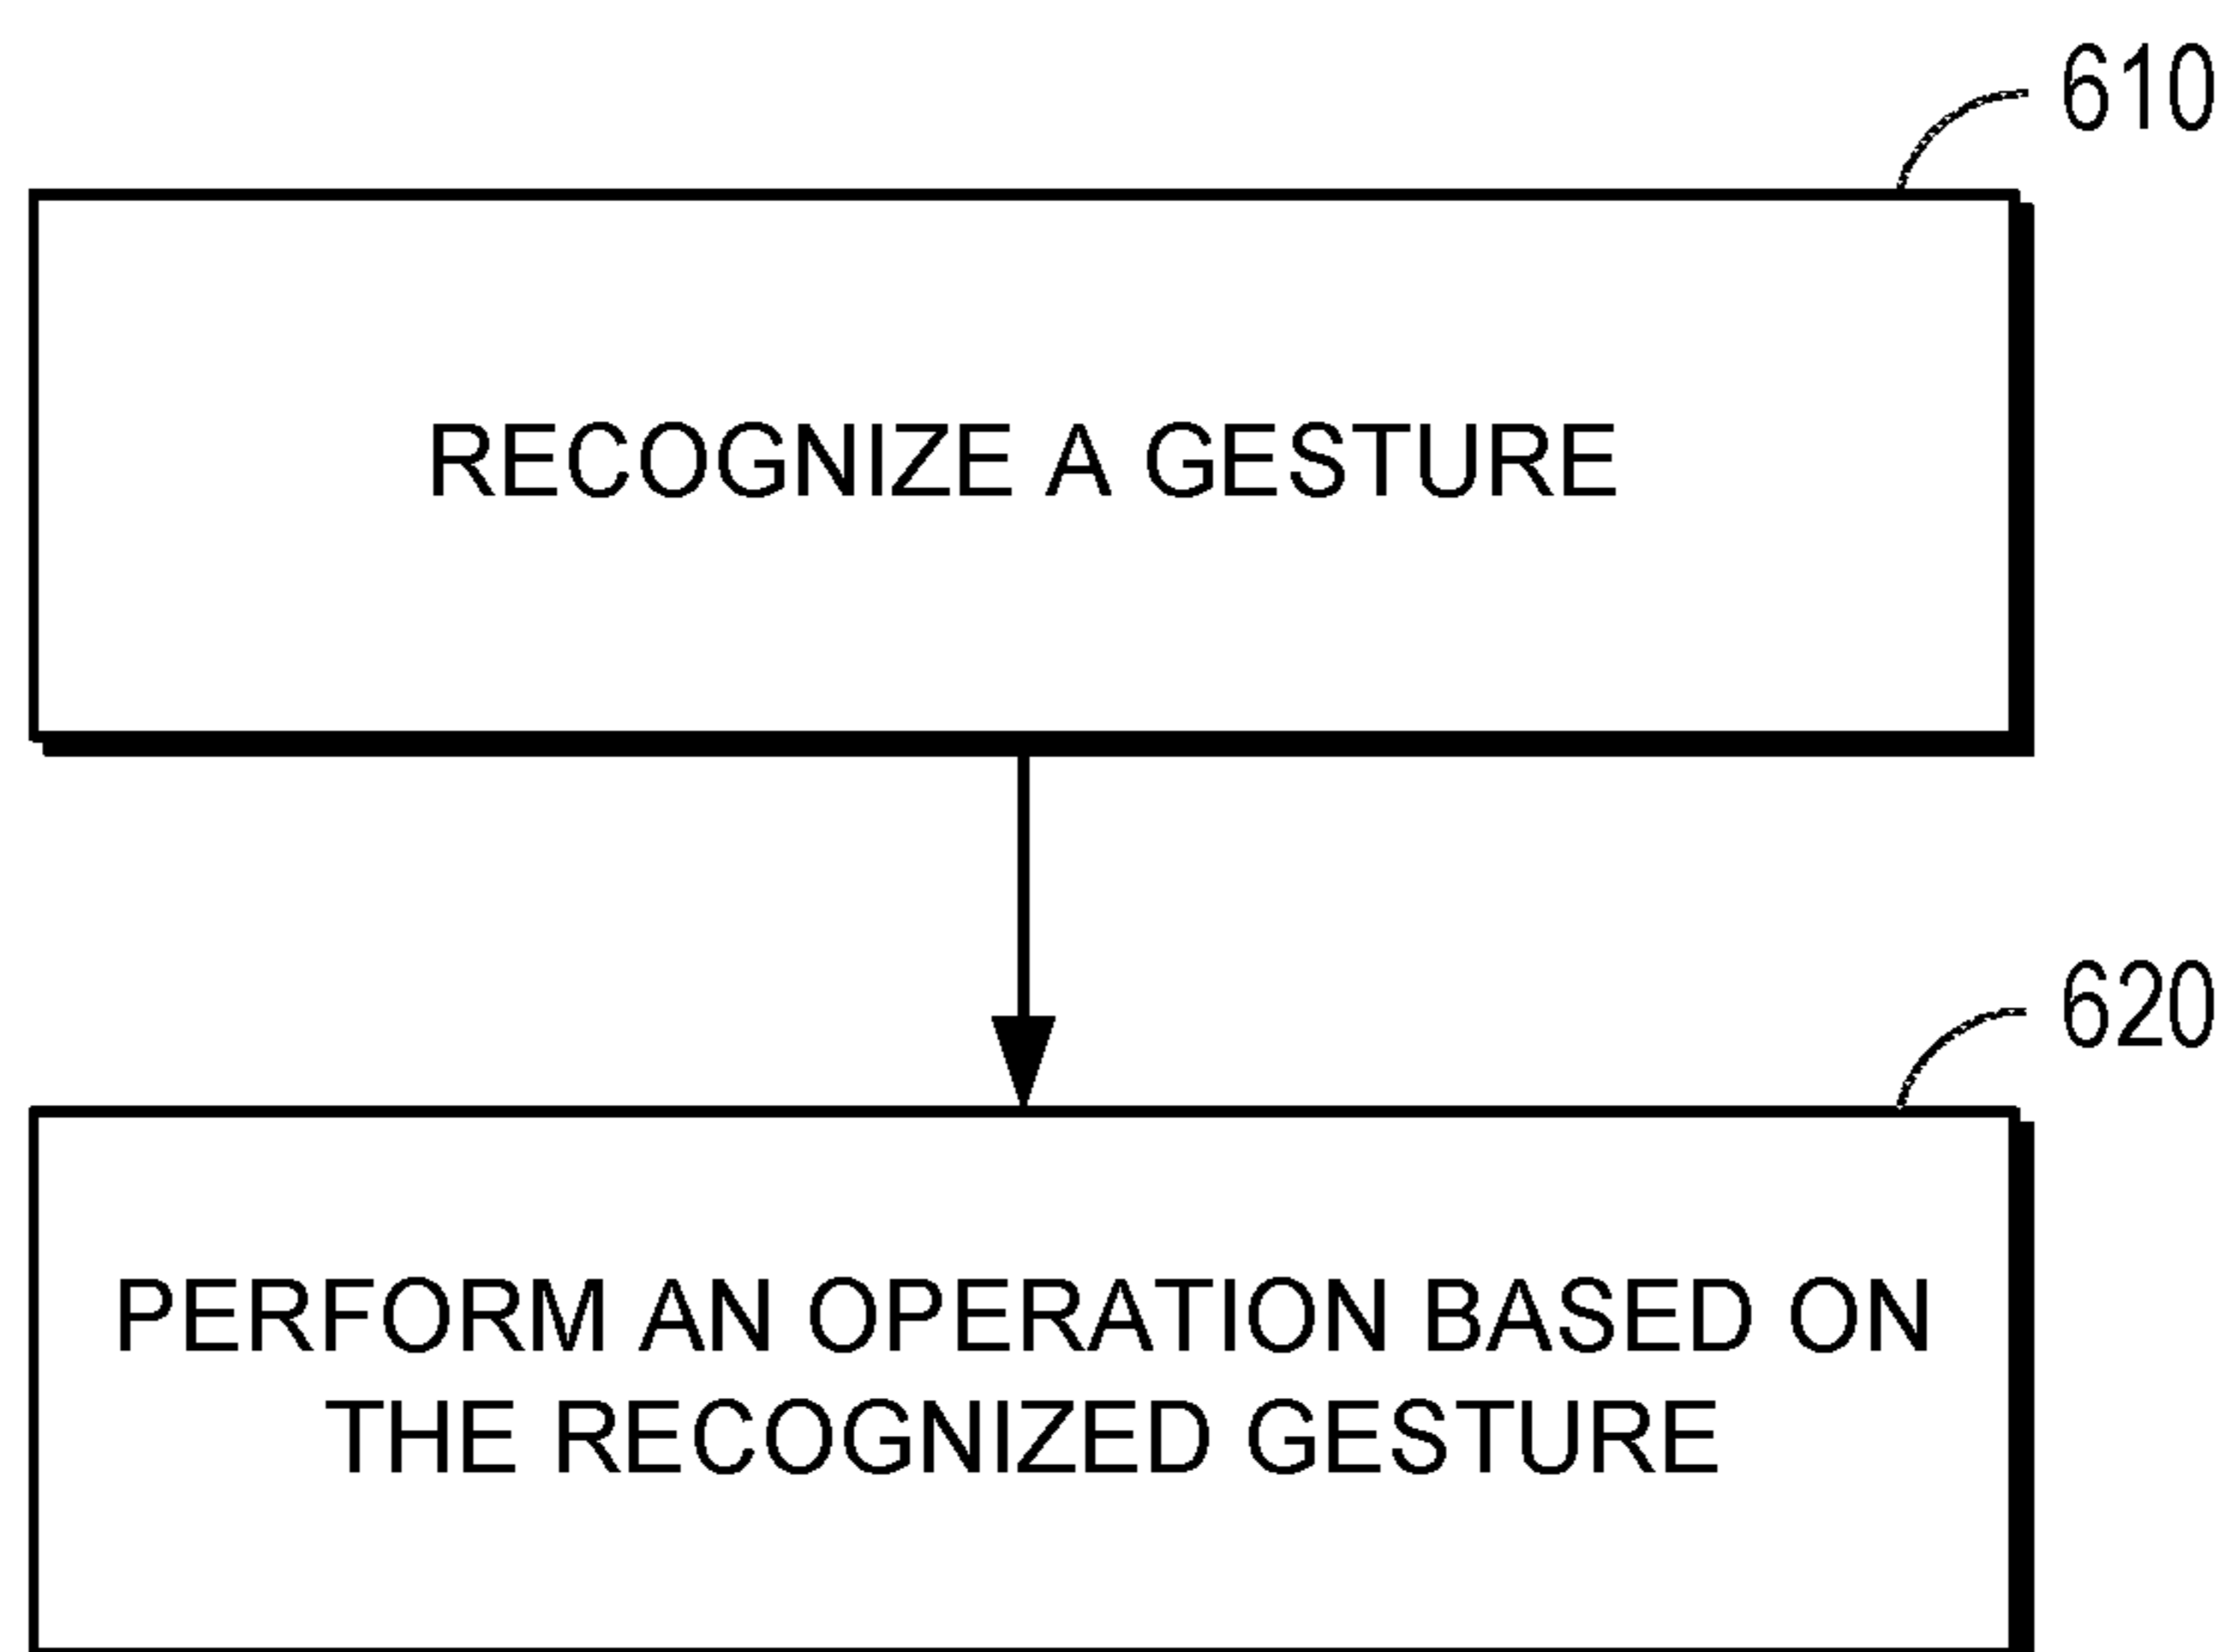 610
RECOGNIZE A GESTURE
620
PERFORM AN OPERATION BASED ON
THE RECOGNIZED GESTURE